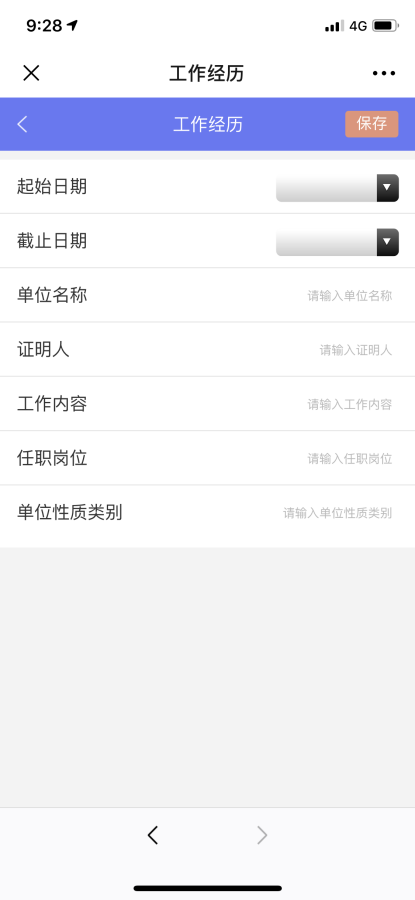 9:28
4G
工作经历
工作经历
保存
起始日期
截止日期
单位名称
请输入单位名称
证明人
请输入证明人
工作内容
请输入工作内容
任职岗位
请输入任职岗位
单位性质类别
请输入单位性质类别